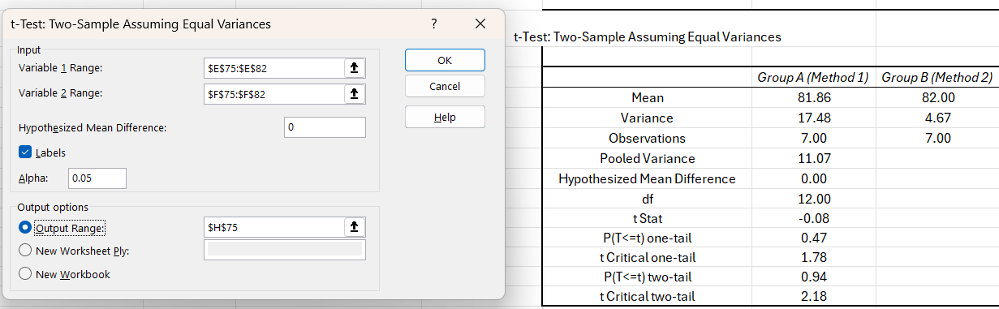 t-Test: Two-Sample Assuming Equal Variances
?
Input
Variable 1 Range: $E$75:$E$82
Variable 2 Range: $F$75:$F$82
Hypothesized Mean Difference: 0
Labels
Alpha: 0.05
Output options
Output Range: $H$75
New Worksheet Ply:
New Workbook
OK
Cancel
Help
t-Test: Two-Sample Assuming Equal Variances
Group A (Method 1) Group B (Method 2)
Mean 81.86 82.00
Variance 17.48 4.67
Observations 7.00 7.00
Pooled Variance 11.07
Hypothesized Mean Difference 0.00
df 12.00
t Stat -0.08
P(T<=t) one-tail 0.47
t Critical one-tail 1.78
P(T<=t) two-tail 0.94
t Critical two-tail 2.18